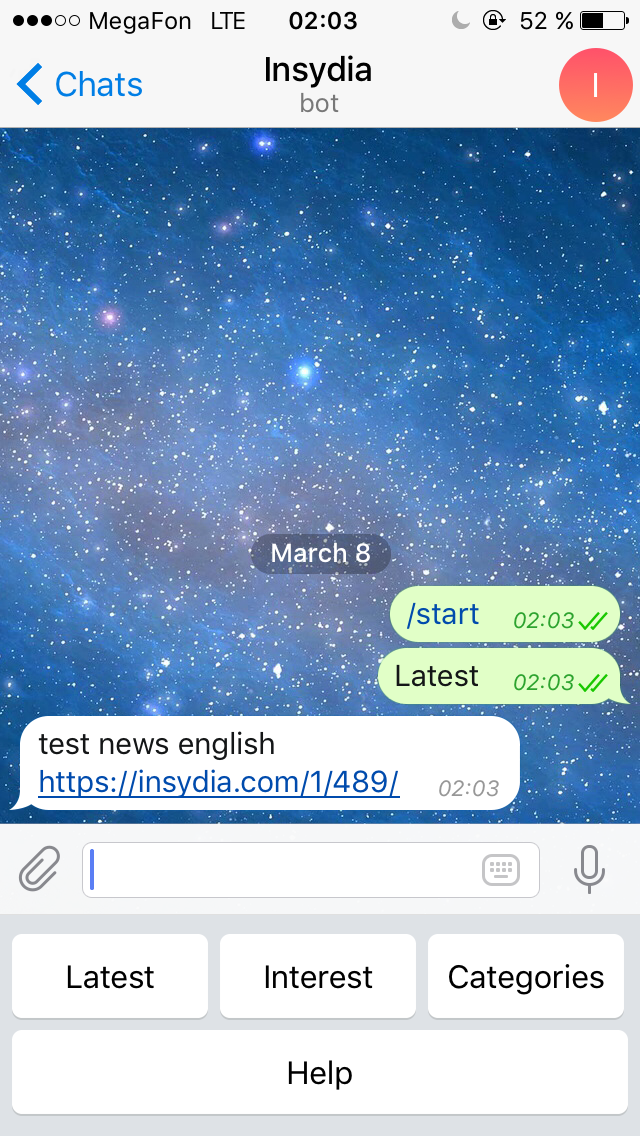 MegaFon LTE 02:03 52 %
Chats
Insydia
bot
I
March 8
/start 02:03
Latest 02:03
test news english
https://insydia.com/1/489/ 02:03
Latest Interest Categories
Help